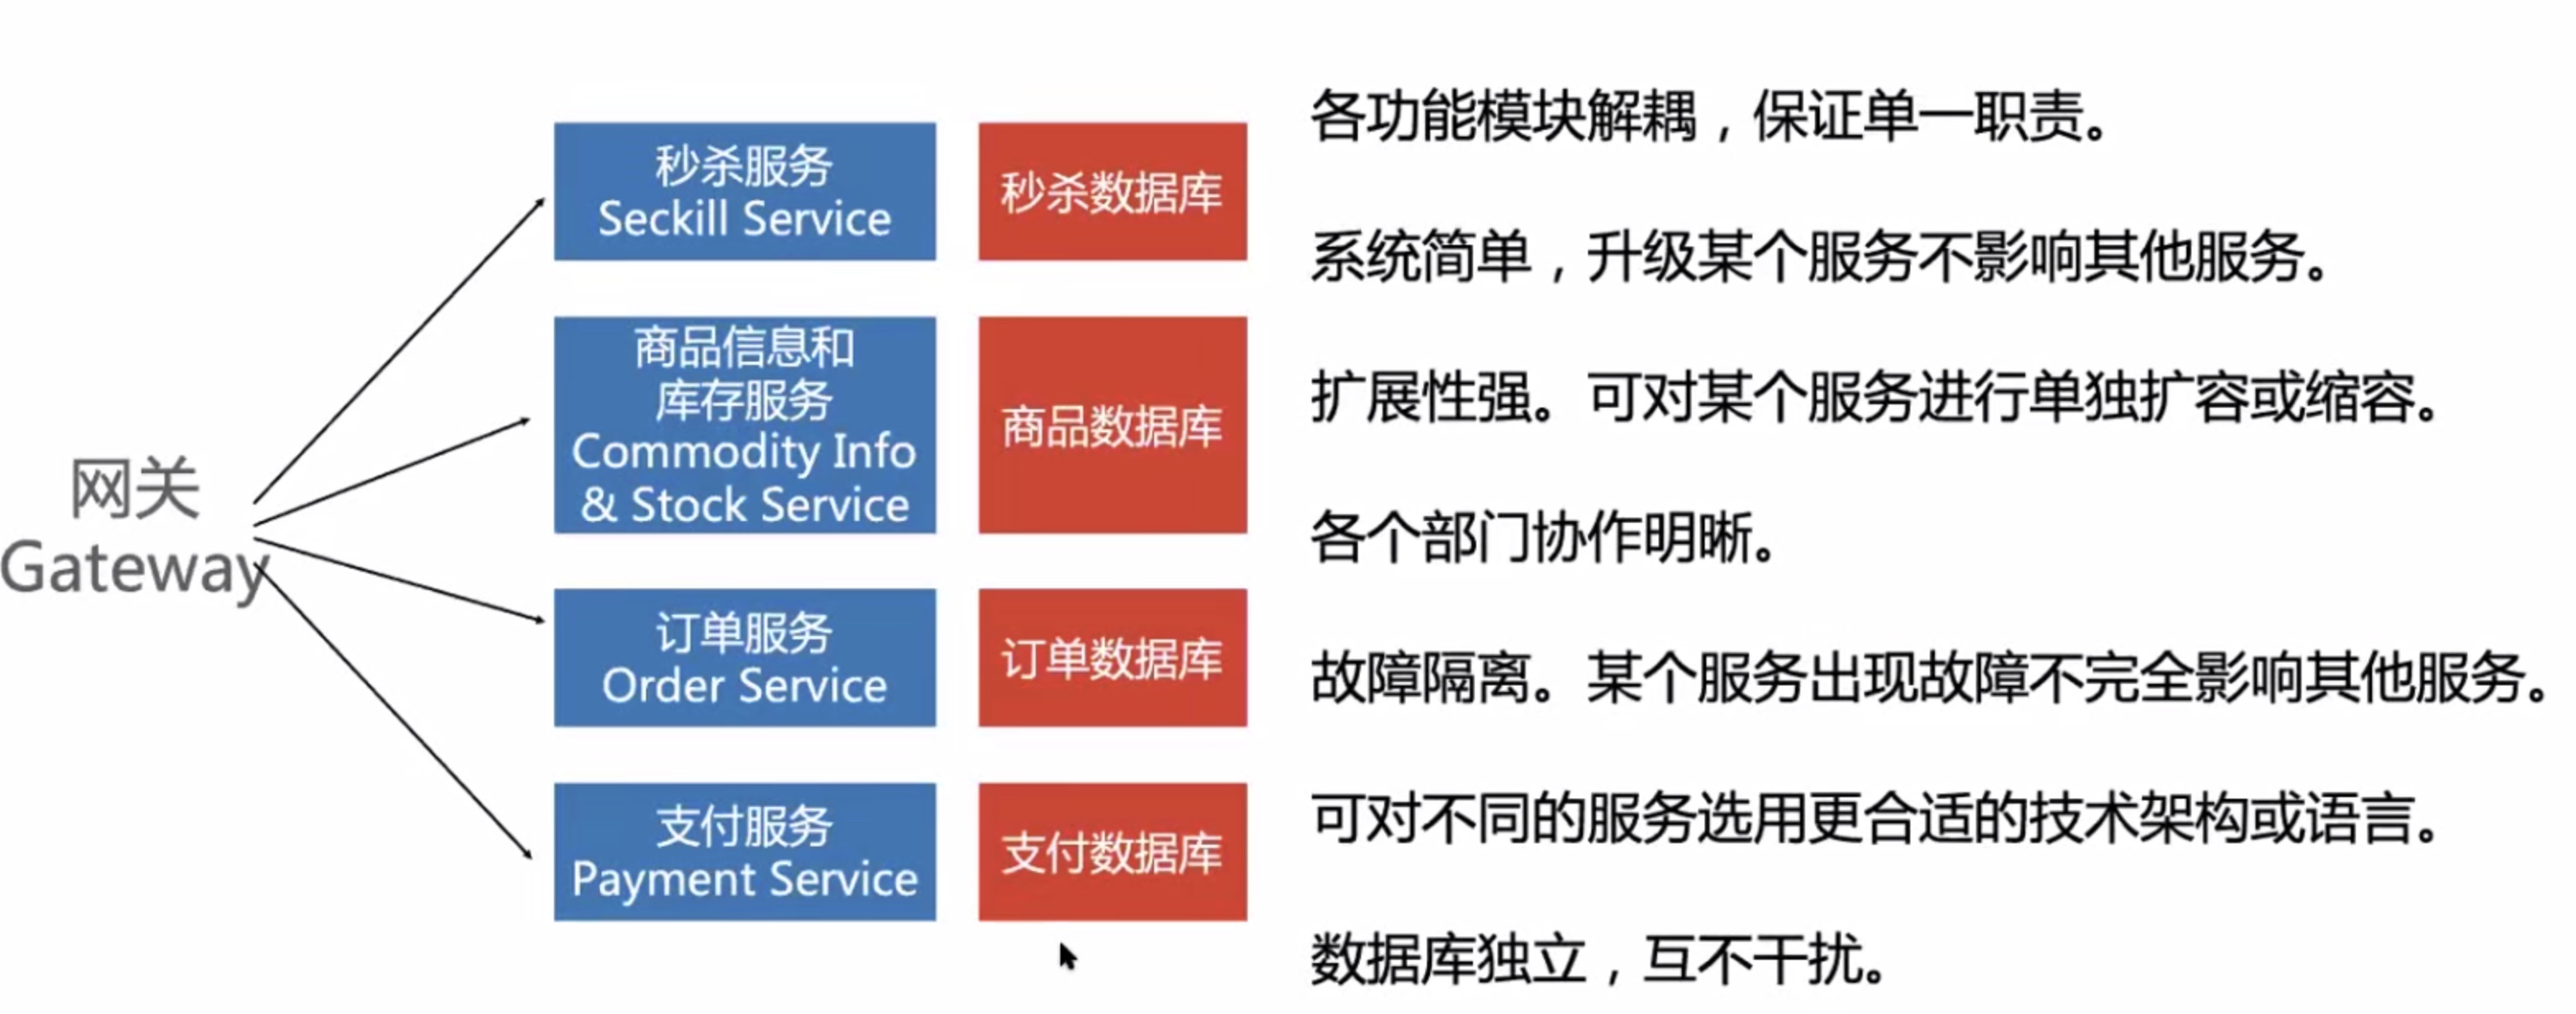 网关
Gateway
秒杀服务
Seckill Service
秒杀数据库
商品信息和
库存服务
Commodity Info
& Stock Service
商品数据库
订单服务
Order Service
订单数据库
支付服务
Payment Service
支付数据库
各功能模块解耦，保证单一职责。
系统简单，升级某个服务不影响其他服务。
扩展性强。可对某个服务进行单独扩容或缩容。
各个部门协作明晰。
故障隔离。某个服务出现故障不完全影响其他服务。
可对不同的服务选用更合适的技术架构或语言。
数据库独立，互不干扰。